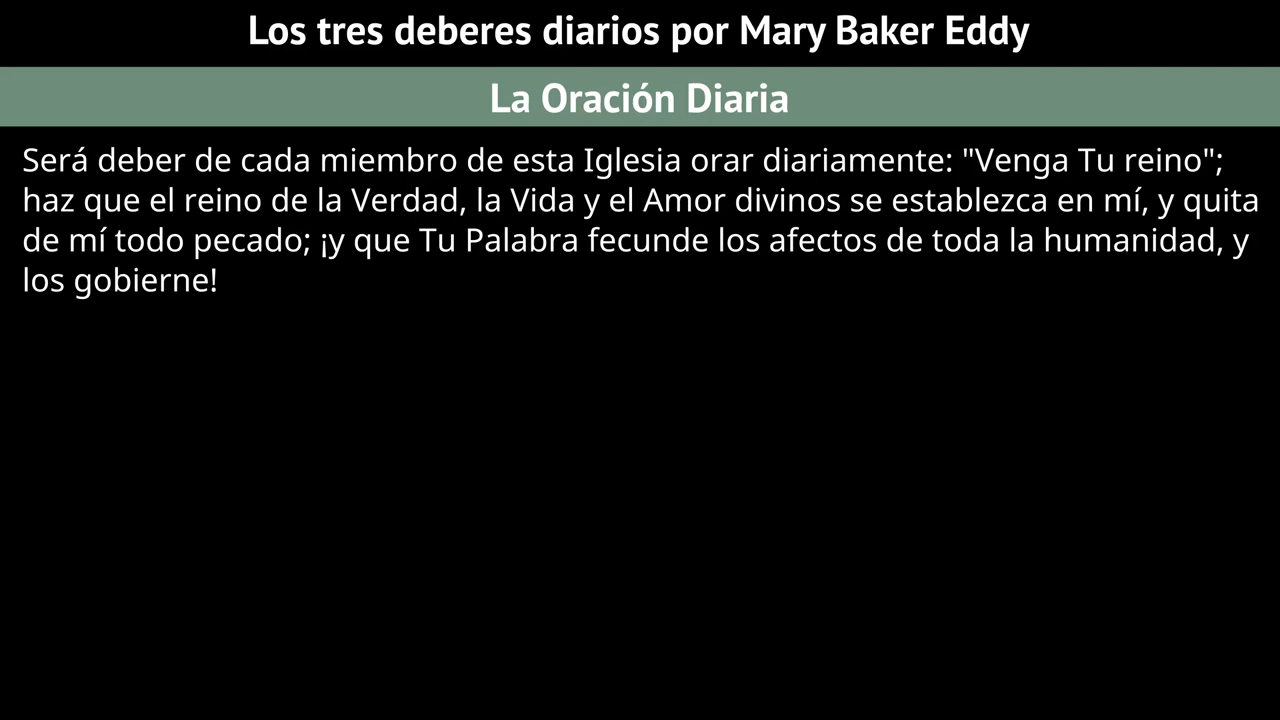 Los tres deberes diarios por Mary Baker Eddy
La Oración Diaria
Será deber de cada miembro de esta Iglesia orar diariamente: "Venga Tu reino";
haz que el reino de la Verdad, la Vida y el Amor divinos se establezca en mí, y quita
de mí todo pecado; ¡y que Tu Palabra fecunde los afectos de toda la humanidad, y
los gobierne!